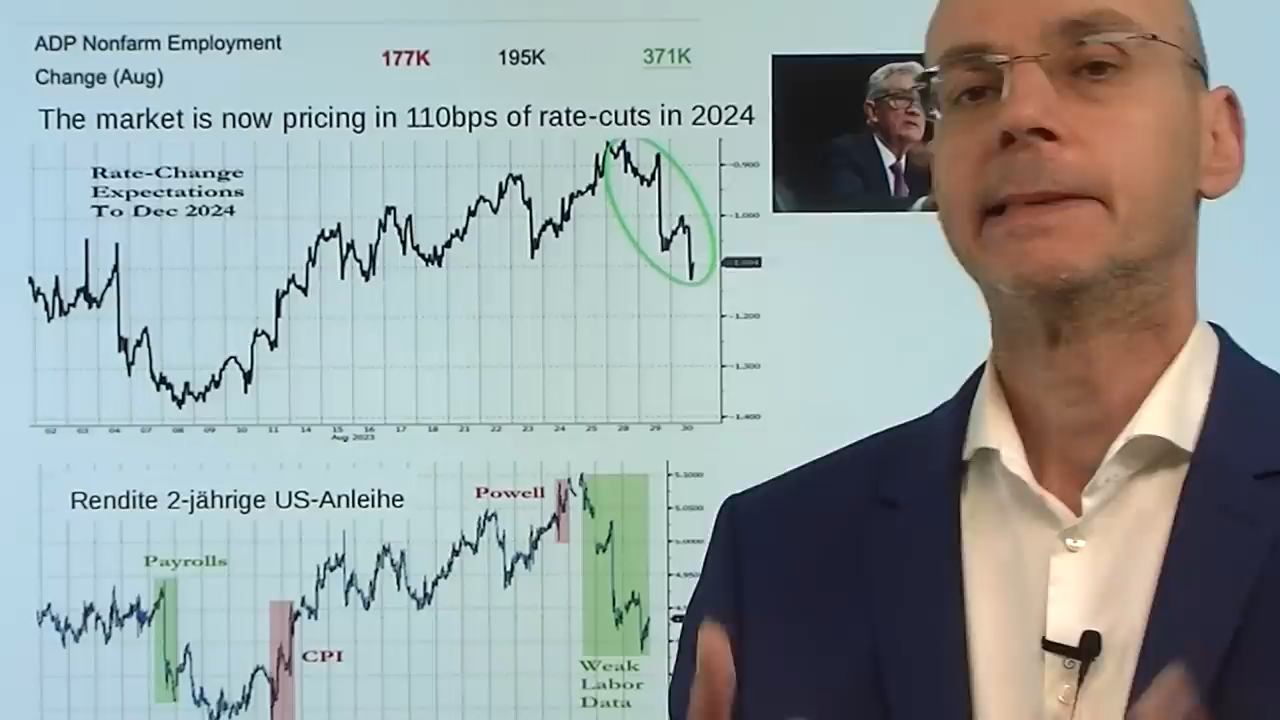 ADP Nonfarm Employment
Change (Aug)
177K
195K
371K
The market is now pricing in 110bps of rate-cuts in 2024
Rate-Change
Expectations
To Dec 2024
-0.900
-1.000
-1.200
-1.300
-1.400
02 03 04 07 08 09 10 11 14 15 16 17 18 21 22 23 24 25 28 29 30
Aug 2023
Rendite 2-jährige US-Anleihe
Powell
5.1000
5.0500
5.0000
4.950
Payrolls
CPI
Weak
Labor
Data